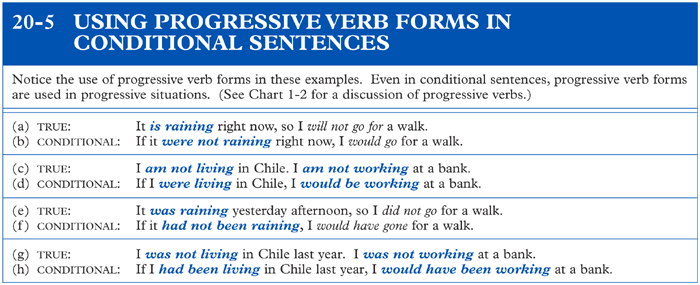 20-5 USING PROGRESSIVE VERB FORMS IN
CONDITIONAL SENTENCES
Notice the use of progressive verb forms in these examples. Even in conditional sentences, progressive verb forms
are used in progressive situations. (See Chart 1-2 for a discussion of progressive verbs.)
(a) TRUE: It is raining right now, so I will not go for a walk.
(b) CONDITIONAL: If it were not raining right now, I would go for a walk.
(c) TRUE: I am not living in Chile. I am not working at a bank.
(d) CONDITIONAL: If I were living in Chile, I would be working at a bank.
(e) TRUE: It was raining yesterday afternoon, so I did not go for a walk.
(f) CONDITIONAL: If it had not been raining, I would have gone for a walk.
(g) TRUE: I was not living in Chile last year. I was not working at a bank.
(h) CONDITIONAL: If I had been living in Chile last year, I would have been working at a bank.